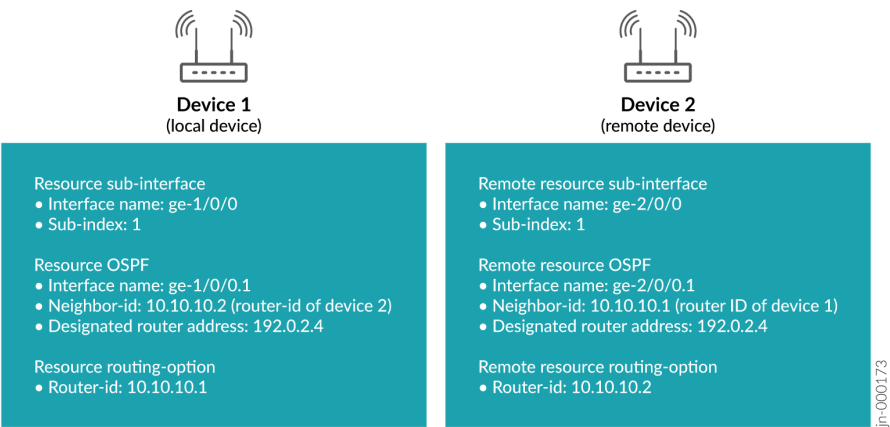 Device 1
(local device)
Resource sub-interface
• Interface name: ge-1/0/0
• Sub-index: 1
Resource OSPF
• Interface name: ge-1/0/0.1
• Neighbor-id: 10.10.10.2 (router-id of device 2)
• Designated router address: 192.0.2.4
Resource routing-option
• Router-id: 10.10.10.1
Device 2
(remote device)
Remote resource sub-interface
• Interface name: ge-2/0/0
• Sub-index: 1
Remote resource OSPF
• Interface name: ge-2/0/0.1
• Neighbor-id: 10.10.10.1 (router ID of device 1)
• Designated router address: 192.0.2.4
Remote resource routing-option
• Router-id: 10.10.10.2
jn-000173